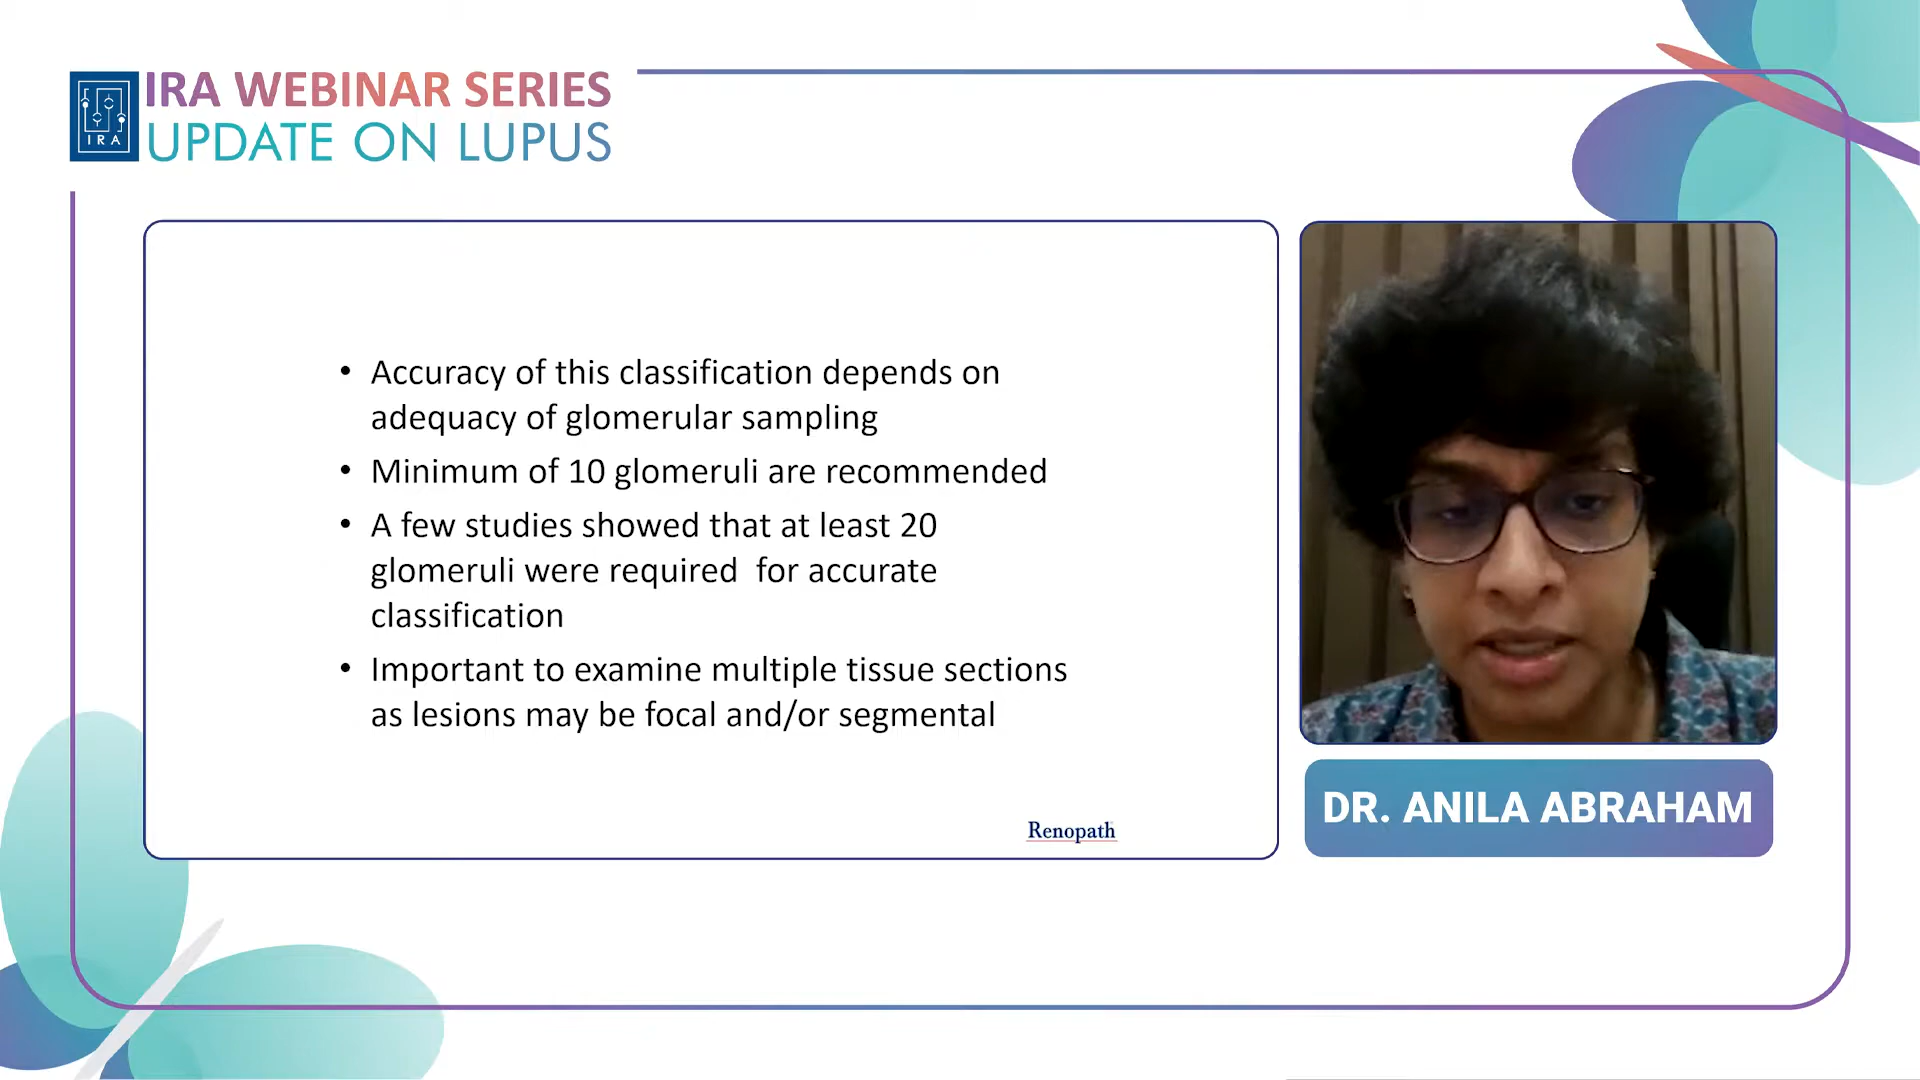 IRA WEBINAR SERIES
UPDATE ON LUPUS
IRA
• Accuracy of this classification depends on
adequacy of glomerular sampling
• Minimum of 10 glomeruli are recommended
• A few studies showed that at least 20
glomeruli were required for accurate
classification
• Important to examine multiple tissue sections
as lesions may be focal and/or segmental
Renopath
DR. ANILA ABRAHAM